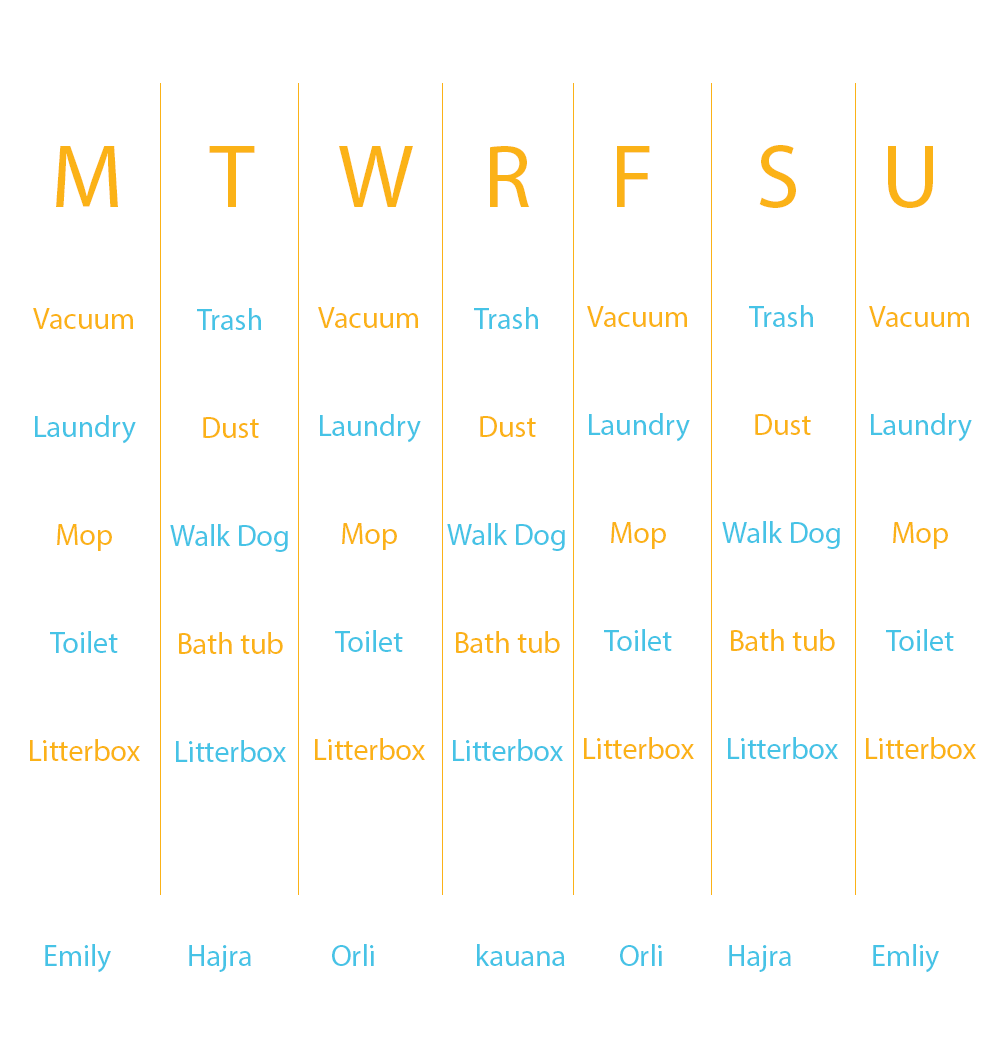 M T W R F S U
Vacuum Trash Vacuum Trash Vacuum Trash Vacuum
Laundry Dust Laundry Dust Laundry Dust Laundry
Mop Walk Dog Mop Walk Dog Mop Walk Dog Mop
Toilet Bath tub Toilet Bath tub Toilet Bath tub Toilet
Litterbox Litterbox Litterbox Litterbox Litterbox Litterbox Litterbox
Emily Hajra Orli kauana Orli Hajra Emliy